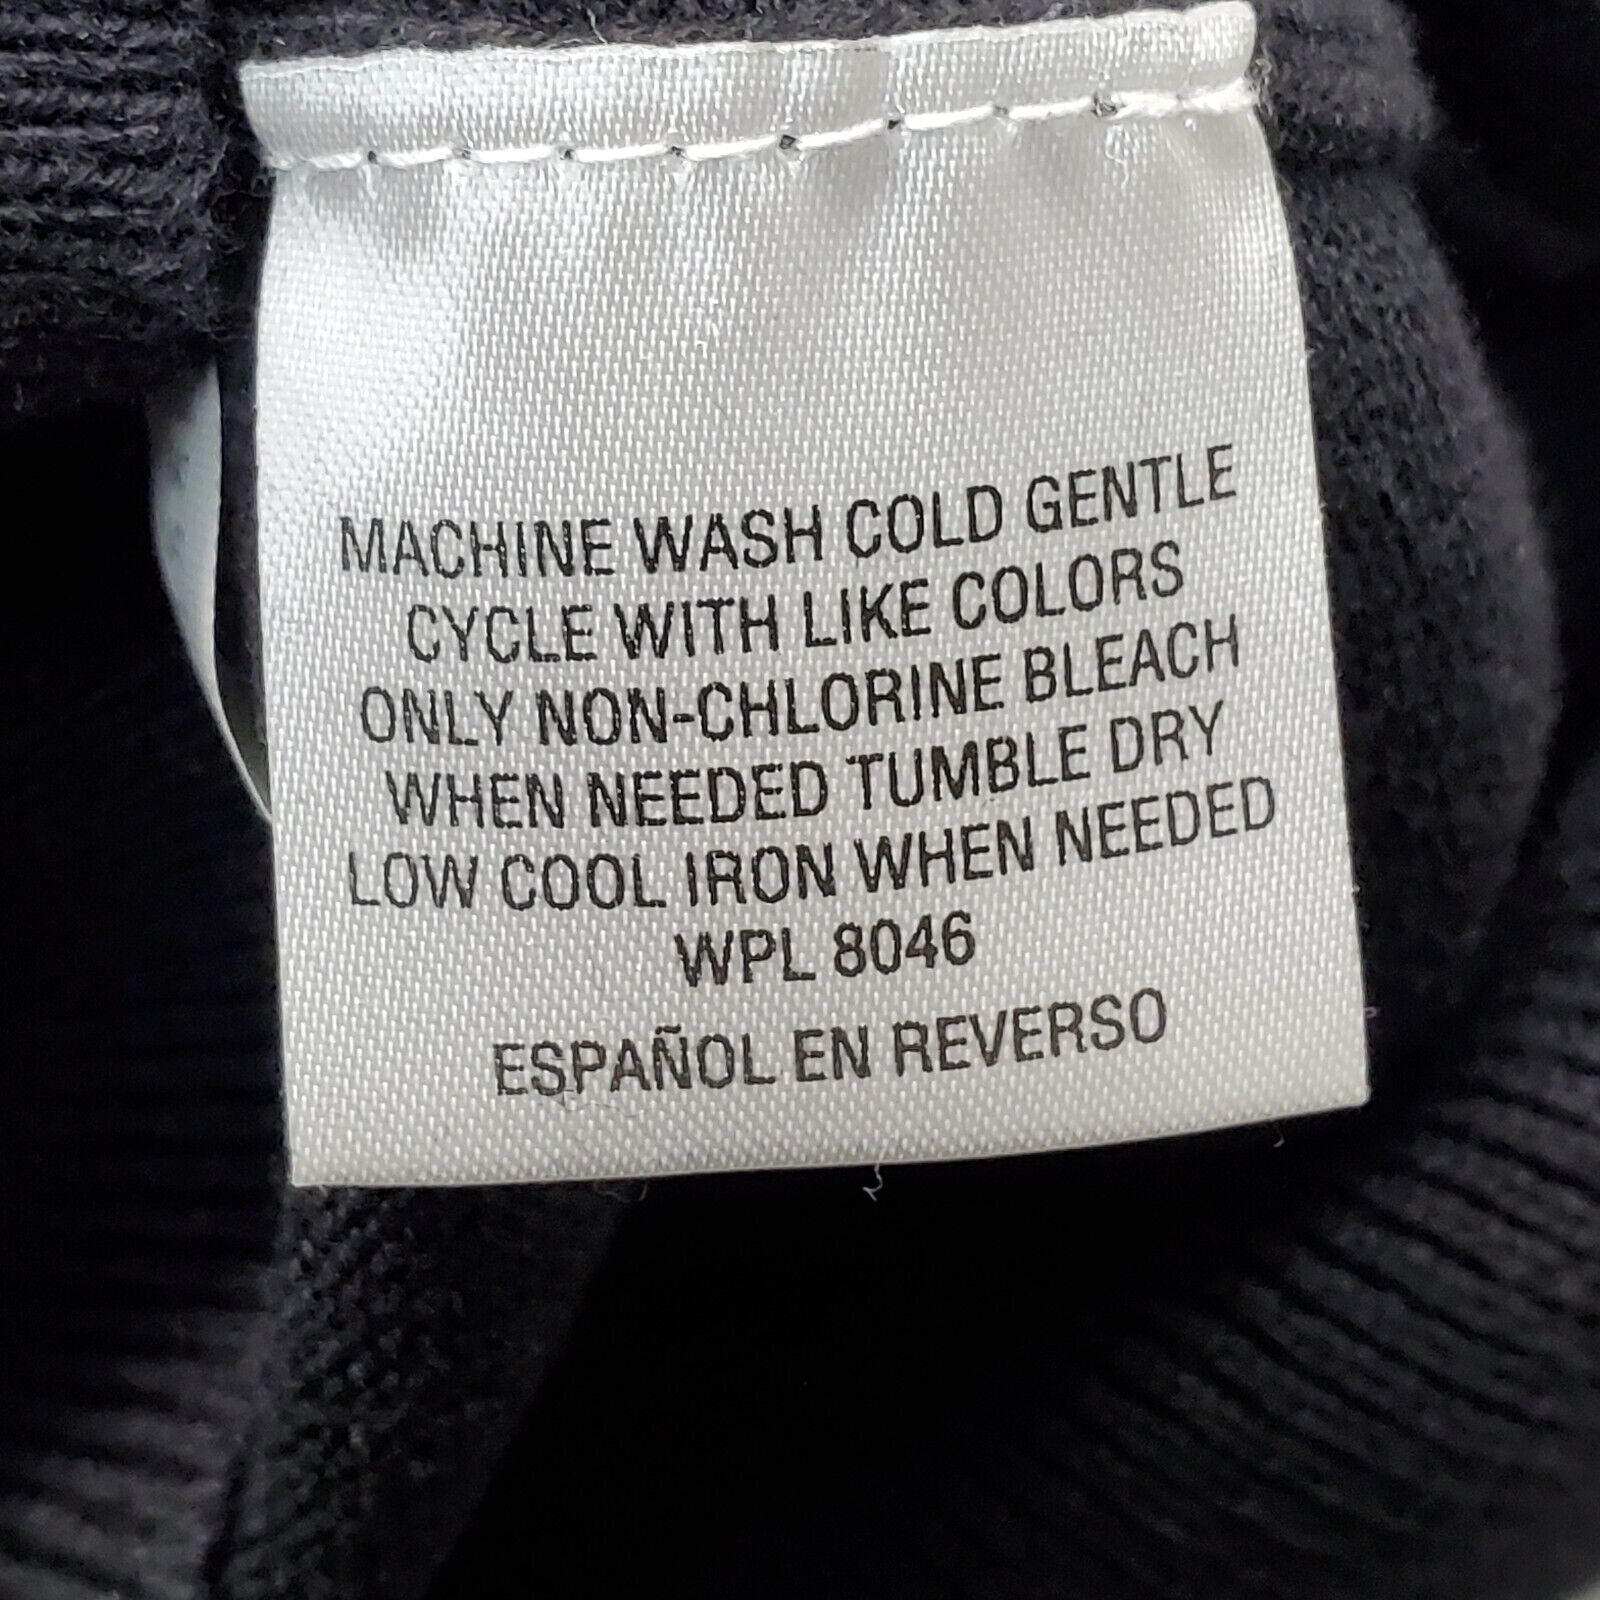 MACHINE WASH COLD GENTLE
CYCLE WITH LIKE COLORS
ONLY NON-CHLORINE BLEACH
WHEN NEEDED TUMBLE DRY
LOW COOL IRON WHEN NEEDED
WPL 8046
ESPAÑOL EN REVERSO